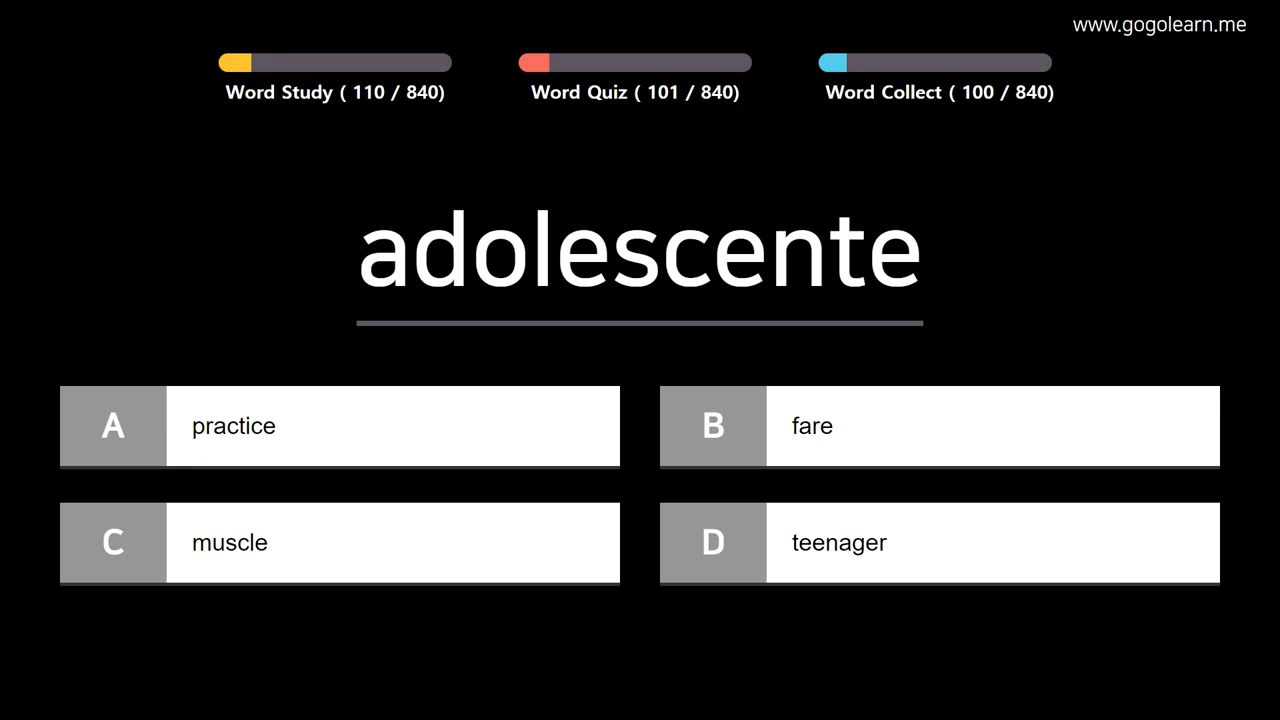 www.gogolearn.me
Word Study ( 110 / 840)
Word Quiz ( 101 / 840)
Word Collect ( 100 / 840)
adolescente
A practice
B fare
C muscle
D teenager